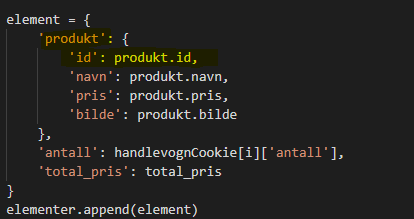 element = {
    'produkt': {
        'id': produkt.id,
        'navn': produkt.navn,
        'pris': produkt.pris,
        'bilde': produkt.bilde
    },
    'antall': handlevognCookie[i]['antall'],
    'total_pris': total_pris
}
elementer.append(element)